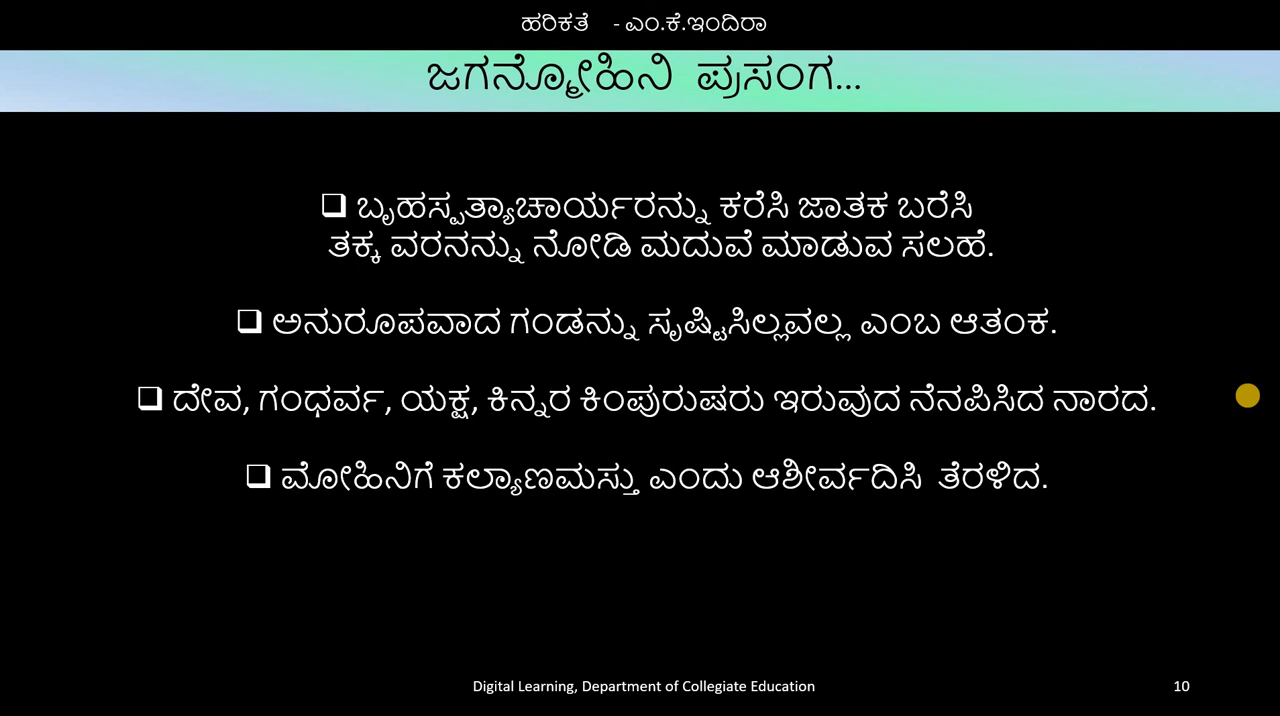 ಹರಿಕತೆ - ಎಂ.ಕೆ.ಇಂದಿರಾ
ಜಗನ್ಮೋಹಿನಿ ಪ್ರಸಂಗ...
❑ ಬೃಹಸ್ಪತ್ಯಾಚಾರ್ಯರನ್ನು ಕರೆಸಿ ಜಾತಕ ಬರೆಸಿ
ತಕ್ಕ ವರನನ್ನು ನೋಡಿ ಮದುವೆ ಮಾಡುವ ಸಲಹೆ.
❑ ಅನುರೂಪವಾದ ಗಂಡನ್ನು ಸೃಷ್ಟಿಸಿಲ್ಲವಲ್ಲ ಎಂಬ ಆತಂಕ.
❑ ದೇವ, ಗಂಧರ್ವ, ಯಕ್ಷ, ಕಿನ್ನರ ಕಿಂಪುರುಷರು ಇರುವುದ ನೆನಪಿಸಿದ ನಾರದ.
❑ ಮೋಹಿನಿಗೆ ಕಲ್ಯಾಣಮಸ್ತು ಎಂದು ಆಶೀರ್ವದಿಸಿ ತೆರಳಿದ.
Digital Learning, Department of Collegiate Education 10